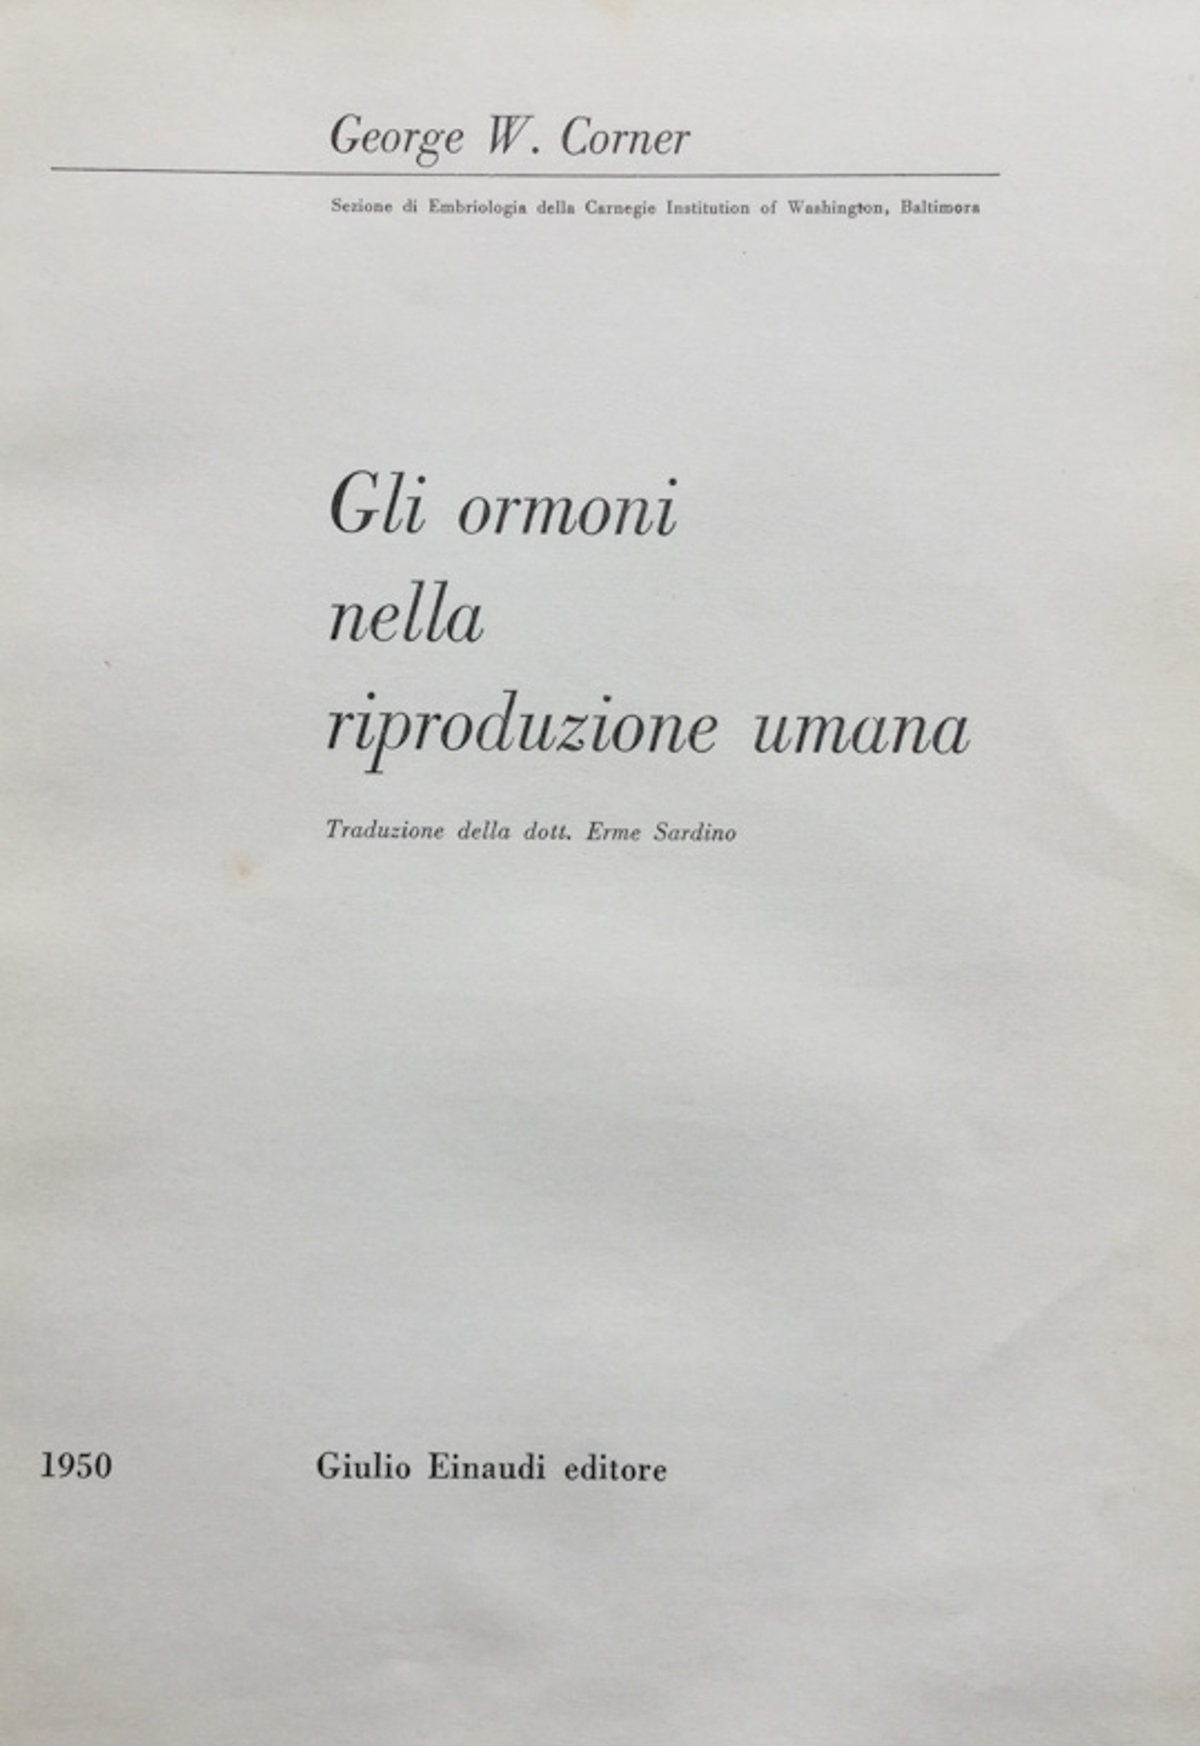 George W. Corner
Sezione di Embriologia della Carnegie Institution of Washington, Baltimora
Gli ormoni
nella
riproduzione umana
Traduzione della dott. Erme Sardino
1950 Giulio Einaudi editore